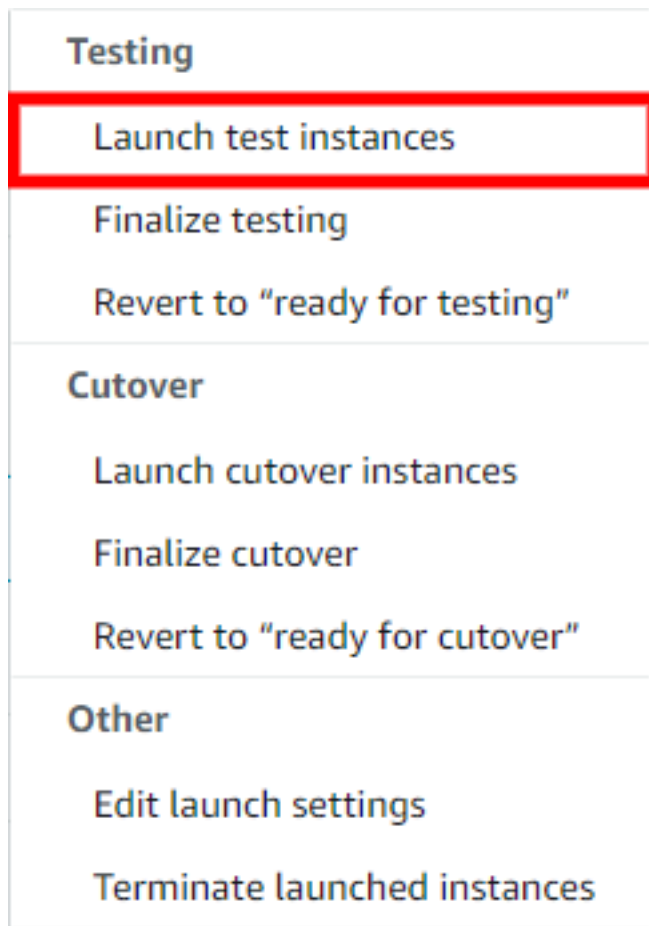 Testing
Launch test instances
Finalize testing
Revert to “ready for testing”
Cutover
Launch cutover instances
Finalize cutover
Revert to “ready for cutover”
Other
Edit launch settings
Terminate launched instances